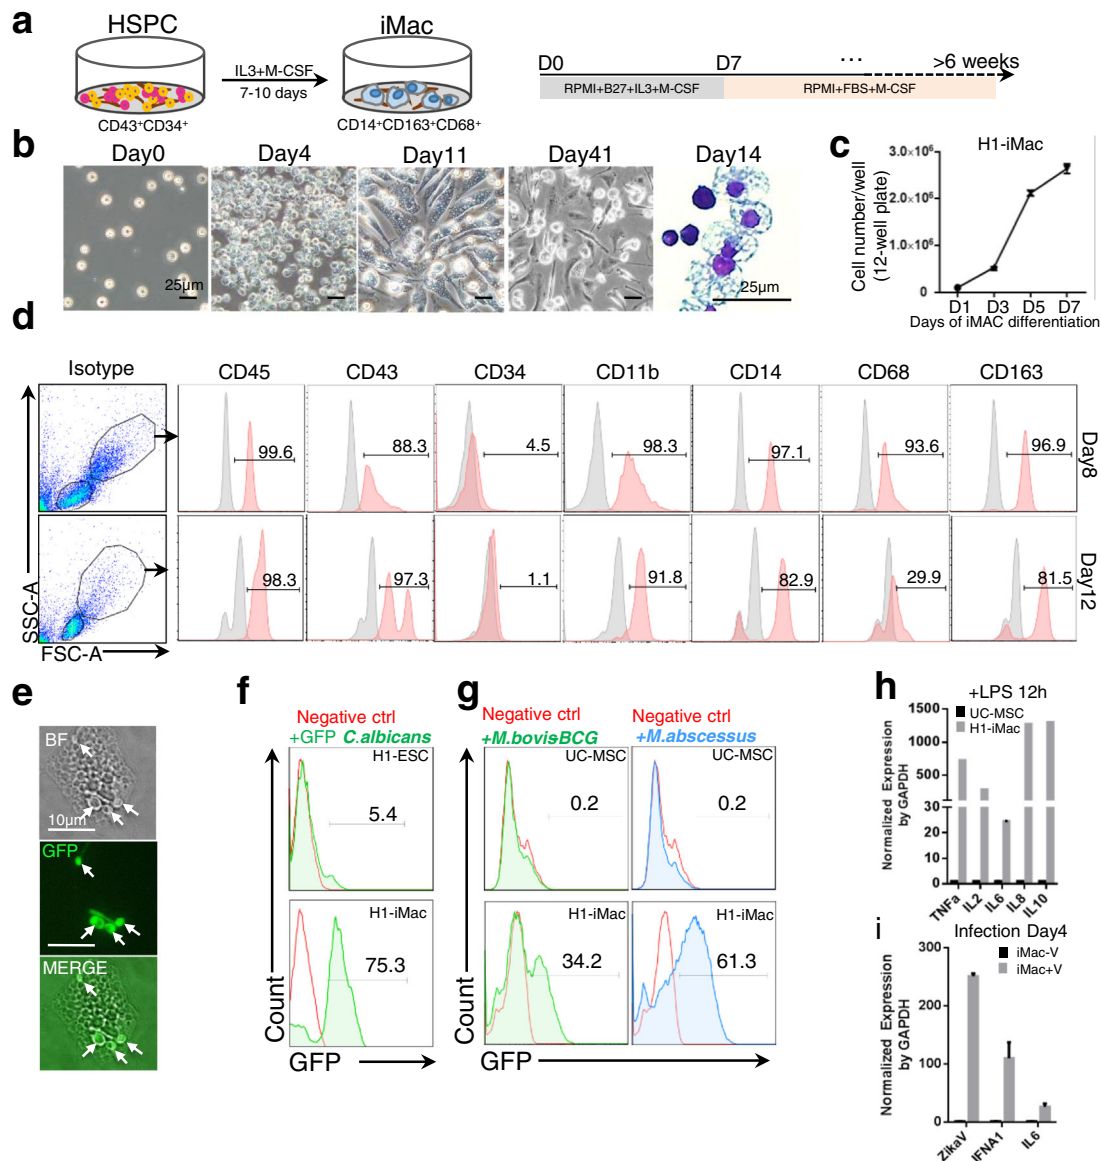 a
HSPC
iMac
IL3+M-CSF
7-10 days
CD43⁺CD34⁺
CD14⁺CD163⁺CD68⁺
D0
D7
...
>6 weeks
RPMI+B27+IL3+M-CSF
RPMI+FBS+M-CSF
b
Day0
Day4
Day11
Day41
Day14
25μm
25μm
c
H1-iMac
Cell number/well
(12-well plate)
3.0×10⁶
2.0×10⁶
1.0×10⁶
0
D1
D3
D5
D7
Days of iMAC differentiation
d
Isotype
CD45
CD43
CD34
CD11b
CD14
CD68
CD163
99.6
88.3
4.5
98.3
97.1
93.6
96.9
Day8
98.3
97.3
1.1
91.8
82.9
29.9
81.5
Day12
SSC-A
FSC-A
e
BF
10μm
GFP
MERGE
f
Negative ctrl
+GFP C.albicans
H1-ESC
5.4
H1-iMac
75.3
Count
GFP
g
Negative ctrl
+M.bovis-BCG
Negative ctrl
+M.abscessus
UC-MSC
0.2
UC-MSC
0.2
H1-iMac
34.2
H1-iMac
61.3
Count
GFP
h
+LPS 12h
UC-MSC
H1-iMac
Normalized Expression
by GAPDH
1500
1000
500
30
20
10
0
TNFa
IL2
IL6
IL8
IL10
i
Infection Day4
iMac-V
iMac+V
Normalized Expression
by GAPDH
300
200
100
0
ZikaV
IFNA1
IL6